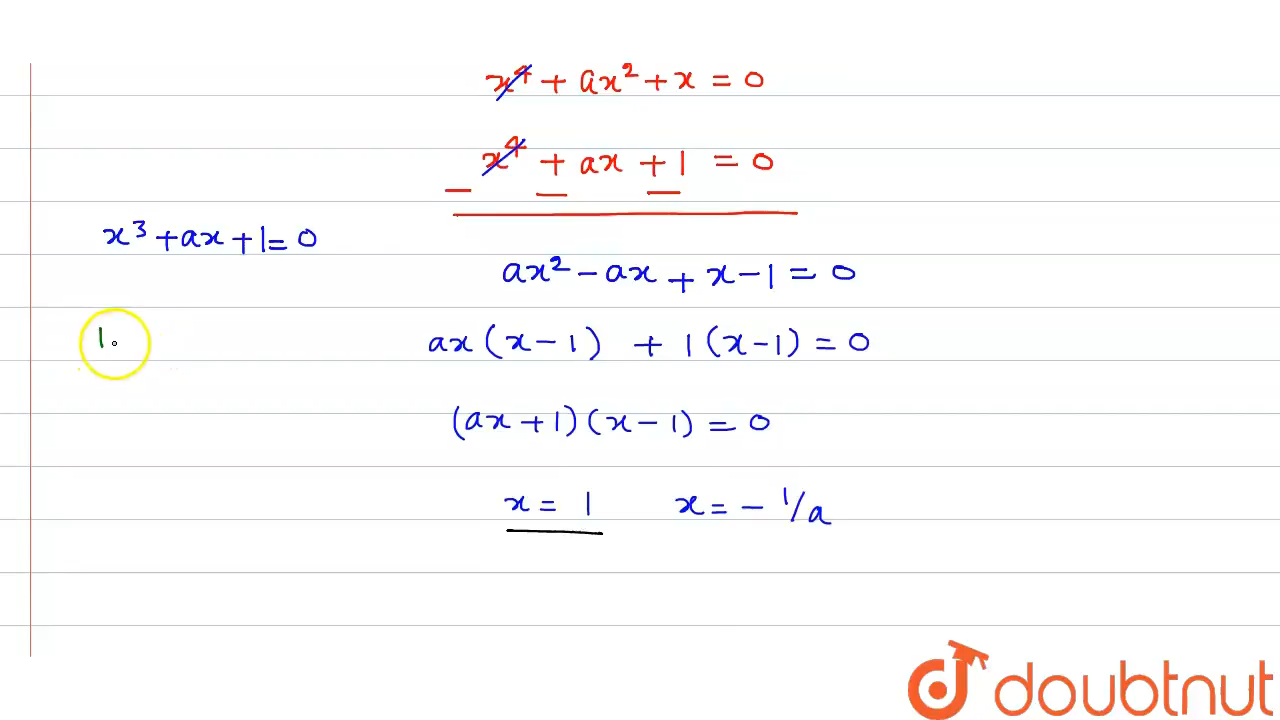 x⁴ + ax² + x = 0
x⁴ + ax + 1 = 0
− − −
x³ + ax + 1 = 0
ax² − ax + x − 1 = 0
1.
ax (x − 1) + 1 (x − 1) = 0
(ax + 1) (x − 1) = 0
x = 1 x = − 1/a
doubtnut